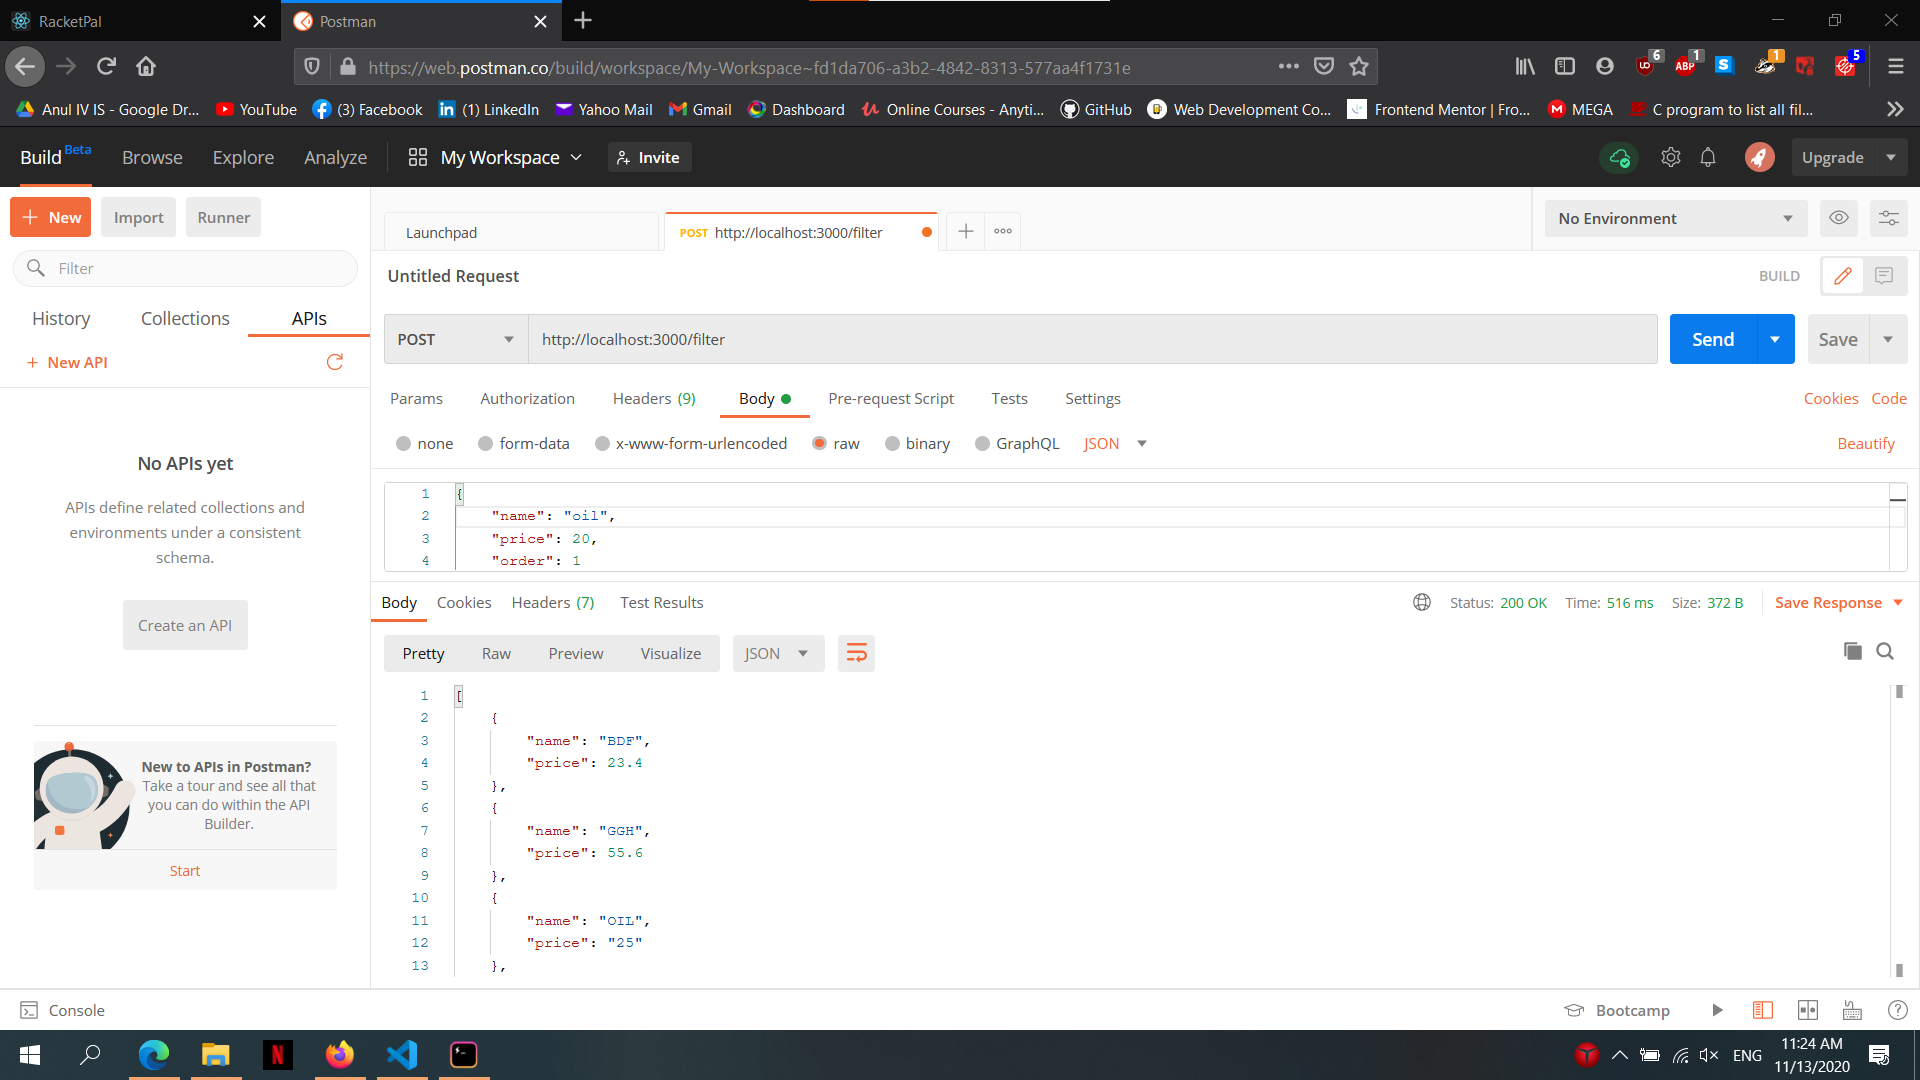 RacketPal
Postman
https://web.postman.co/build/workspace/My-Workspace~fd1da706-a3b2-4842-8313-577aa4f1731e
6
1
1
5
UD
ABP
S
Anul IV IS - Google Dr...
YouTube
(3) Facebook
(1) LinkedIn
Yahoo Mail
Gmail
Dashboard
Online Courses - Anyti...
GitHub
Web Development Co...
Frontend Mentor | Fro...
MEGA
C program to list all fil...
Build Beta
Browse
Explore
Analyze
My Workspace
Invite
Upgrade
New
Import
Runner
Launchpad
POST http://localhost:3000/filter
No Environment
Filter
Untitled Request
BUILD
History
Collections
APIs
POST
http://localhost:3000/filter
Send
Save
+ New API
Params
Authorization
Headers (9)
Body
Pre-request Script
Tests
Settings
Cookies
Code
none
form-data
x-www-form-urlencoded
raw
binary
GraphQL
JSON
Beautify
No APIs yet
APIs define related collections and
environments under a consistent
schema.
Create an API
1 {
2 "name": "oil",
3 "price": 20,
4 "order": 1
Body
Cookies
Headers (7)
Test Results
Status: 200 OK
Time: 516 ms
Size: 372 B
Save Response
Pretty
Raw
Preview
Visualize
JSON
1 [
2 {
3 "name": "BDF",
4 "price": 23.4
5 },
6 {
7 "name": "GGH",
8 "price": 55.6
9 },
10 {
11 "name": "OIL",
12 "price": "25"
13 },
New to APIs in Postman?
Take a tour and see all that
you can do within the API
Builder.
Start
Console
Bootcamp
N
ENG
11:24 AM
11/13/2020